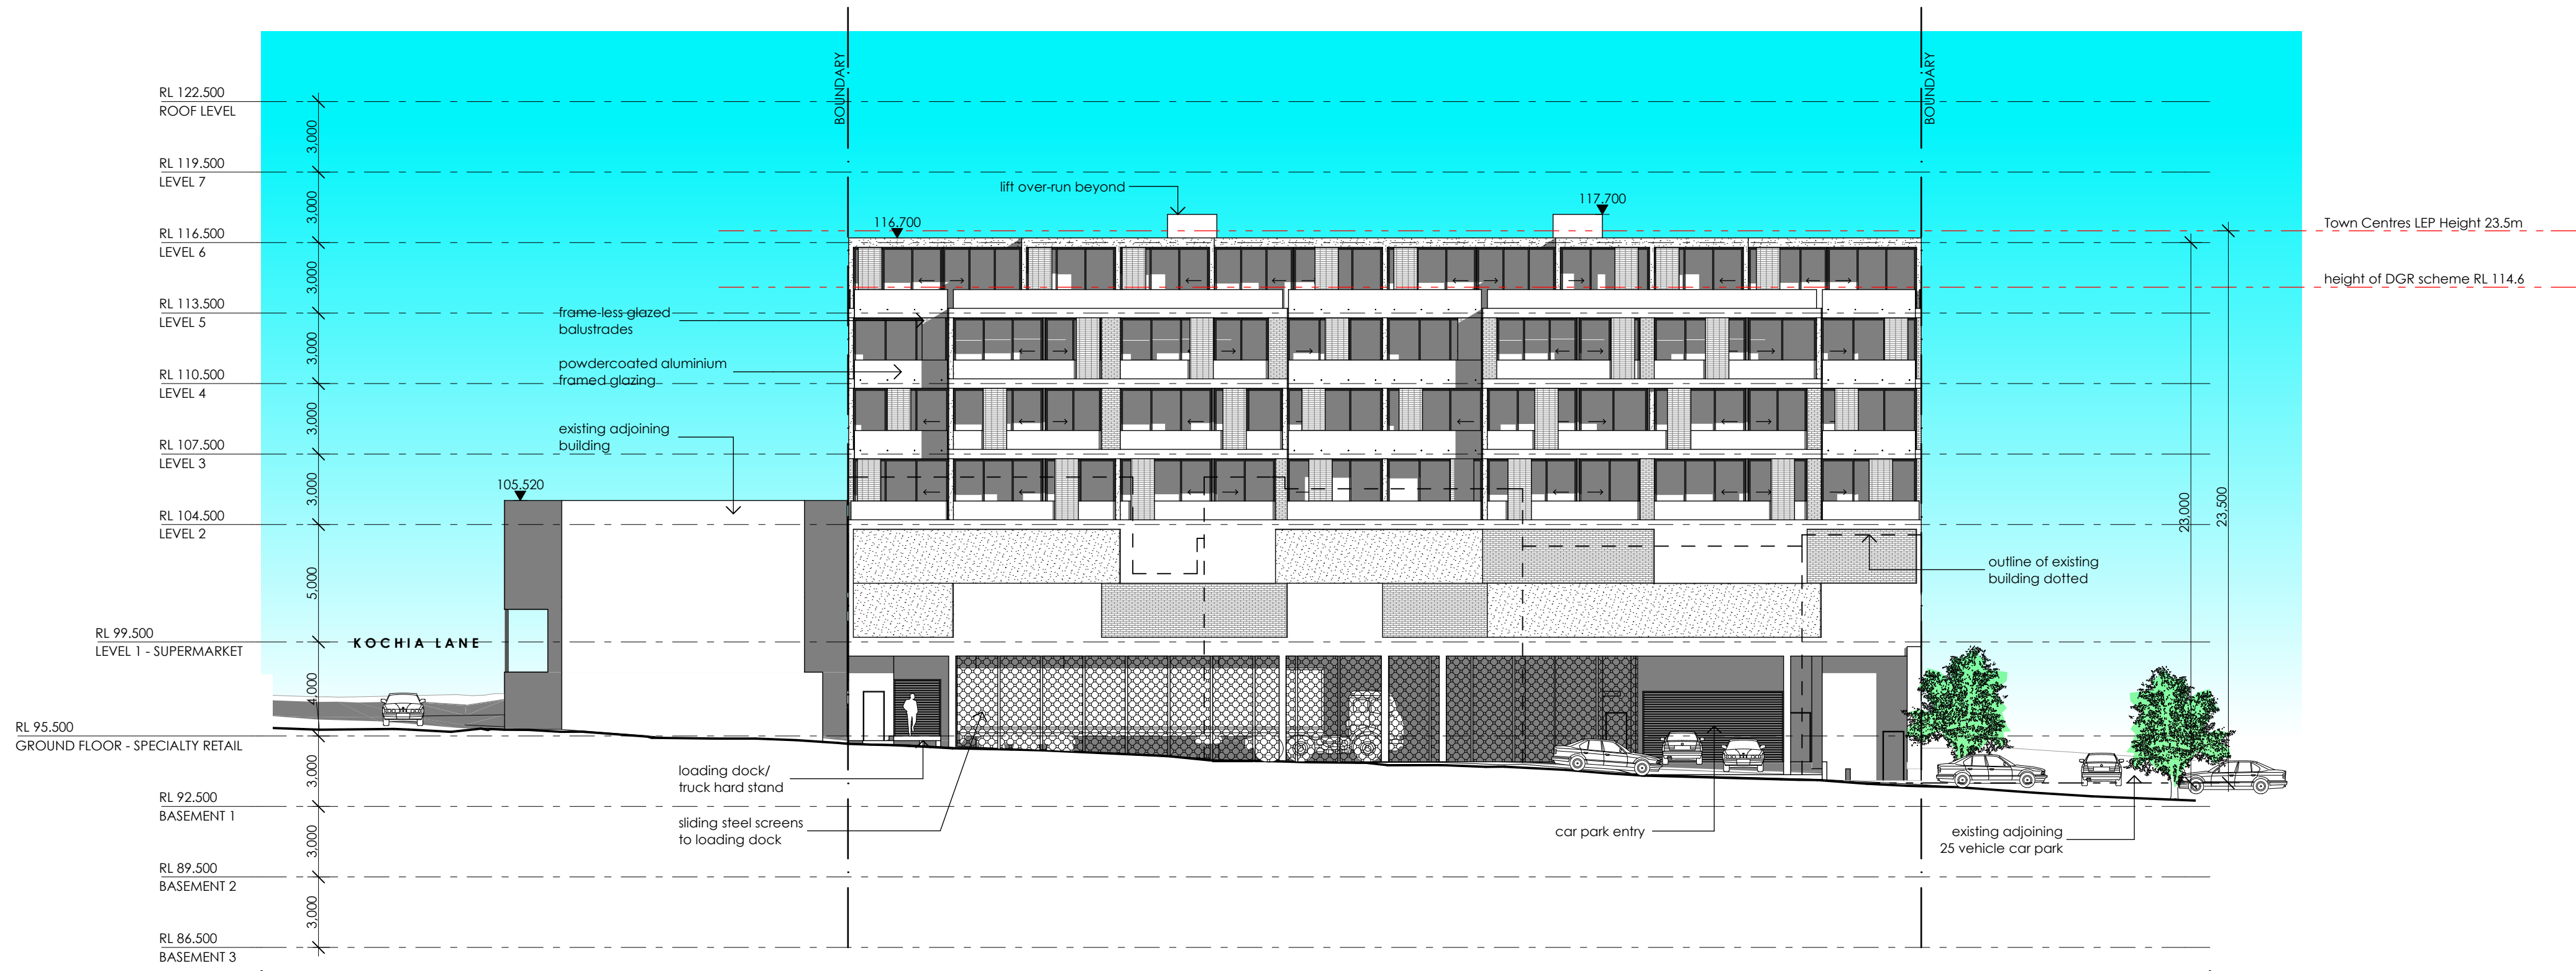 BOUNDARY
BOUNDARY
RL 122.500
ROOF LEVEL
3,000
RL 119.500
LEVEL 7
3,000
RL 116.500
LEVEL 6
3,000
RL 113.500
LEVEL 5
3,000
RL 110.500
LEVEL 4
3,000
RL 107.500
LEVEL 3
3,000
RL 104.500
LEVEL 2
5,000
RL 99.500
LEVEL 1 - SUPERMARKET
4,000
RL 95.500
GROUND FLOOR - SPECIALTY RETAIL
3,000
RL 92.500
BASEMENT 1
3,000
RL 89.500
BASEMENT 2
3,000
RL 86.500
BASEMENT 3
lift over-run beyond
116.700
117.700
Town Centres LEP Height 23.5m
height of DGR scheme RL 114.6
frame-less glazed
balustrades
powdercoated aluminium
framed glazing
existing adjoining
building
105.520
KOCHIA LANE
23,000
23,500
outline of existing
building dotted
loading dock/
truck hard stand
sliding steel screens
to loading dock
car park entry
existing adjoining
25 vehicle car park